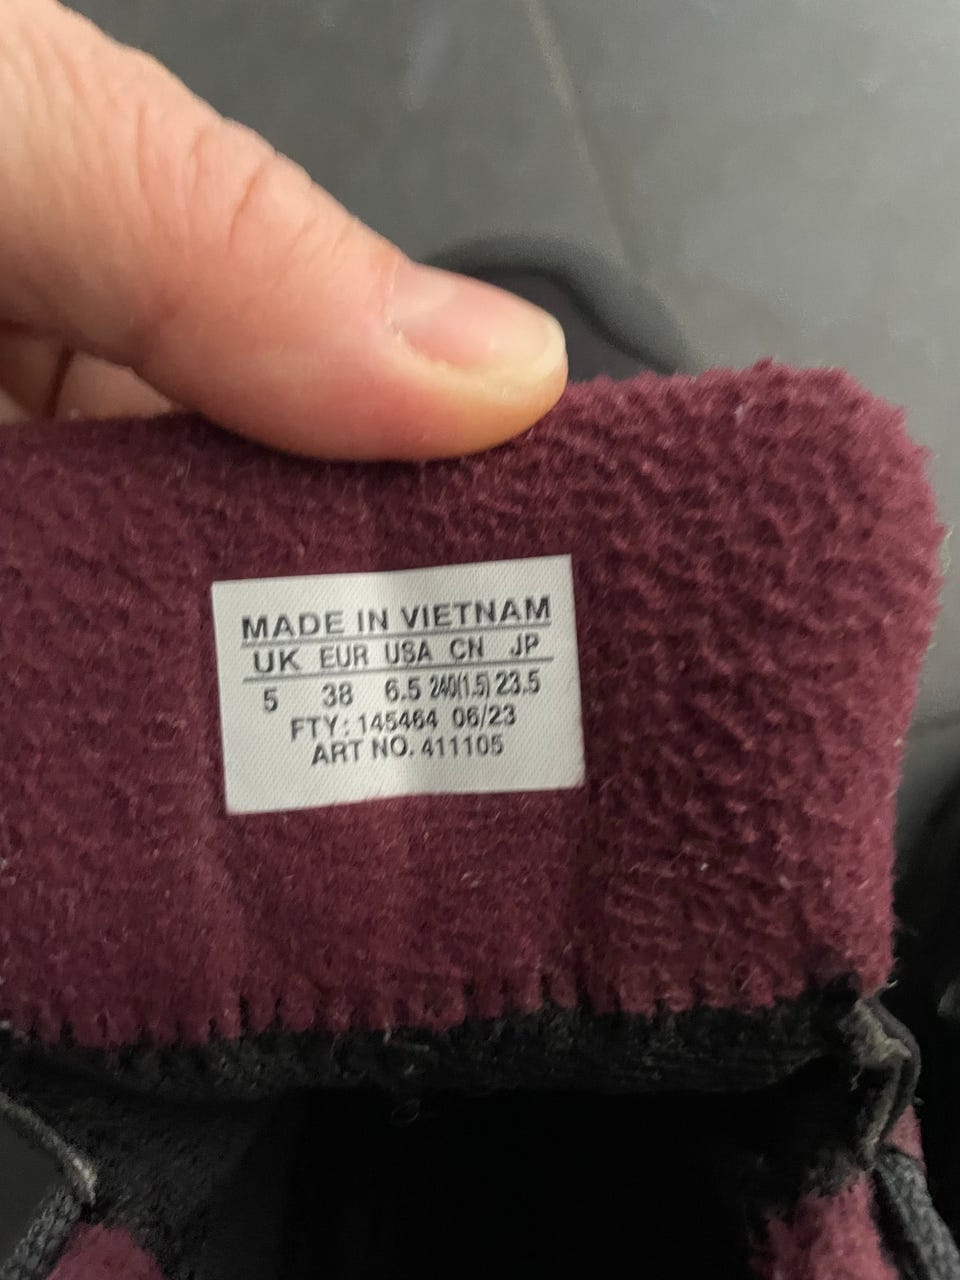 MADE IN VIETNAM
UK EUR USA CN JP
5 38 6.5 240(1.5) 23.5
FTY: 145464 06/23
ART NO. 411105